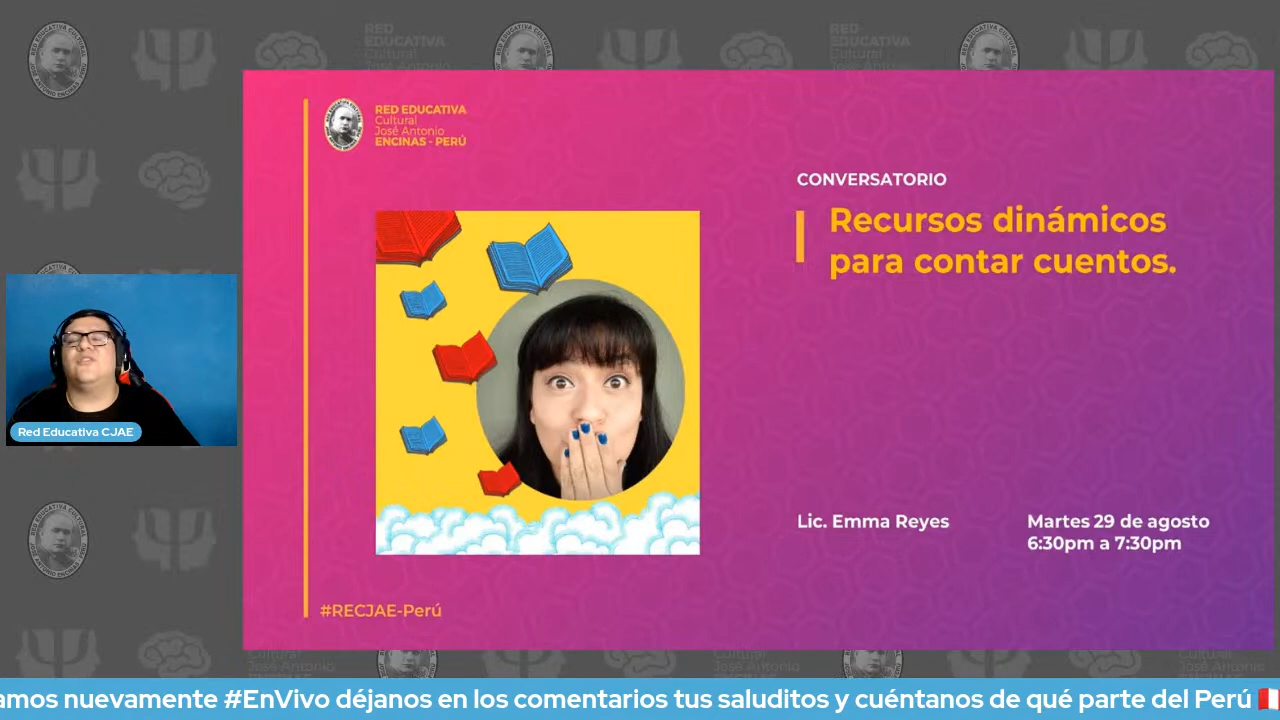 RED EDUCATIVA
Cultural
José Antonio
ENCINAS - PERÚ
CONVERSATORIO
Recursos dinámicos
para contar cuentos.
Lic. Emma Reyes
Martes 29 de agosto
6:30pm a 7:30pm
#RECJAE-Perú
Red Educativa CJAE
amos nuevamente #EnVivo déjanos en los comentarios tus saluditos y cuéntanos de qué parte del Perú